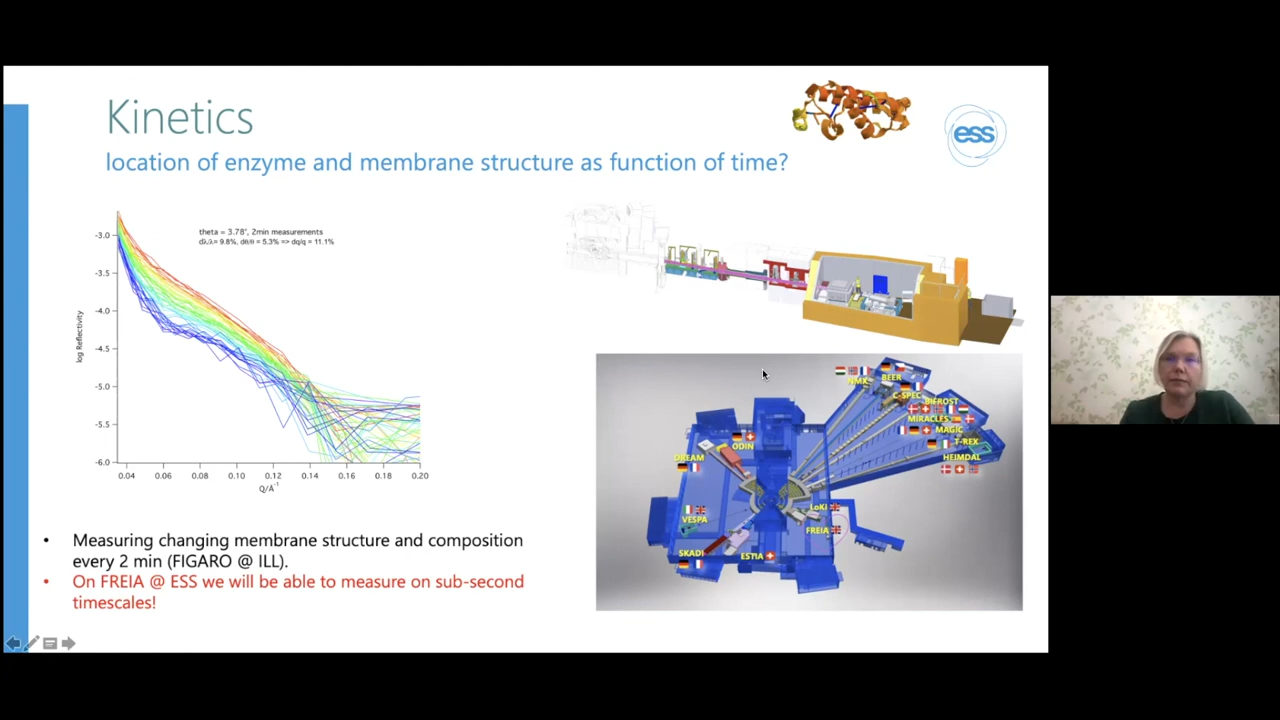 Kinetics
ess
location of enzyme and membrane structure as function of time?
theta = 3.78°, 2min measurements
dλ/λ= 9.8%, dθ/θ = 5.3% => dq/q = 11.1%
-3.0
-3.5
-4.0
-4.5
-5.0
-5.5
-6.0
log Reflectivity
0.04 0.06 0.08 0.10 0.12 0.14 0.16 0.18 0.20
Q/Å⁻¹
NMX
BEER
C-SPEC
BIFROST
MIRACLES
MAGIC
T-REX
HEIMDAL
ODIN
DREAM
VESPA
SKADI
ESTIA
LoKI
FREIA
• Measuring changing membrane structure and composition
every 2 min (FIGARO @ ILL).
• On FREIA @ ESS we will be able to measure on sub-second
timescales!